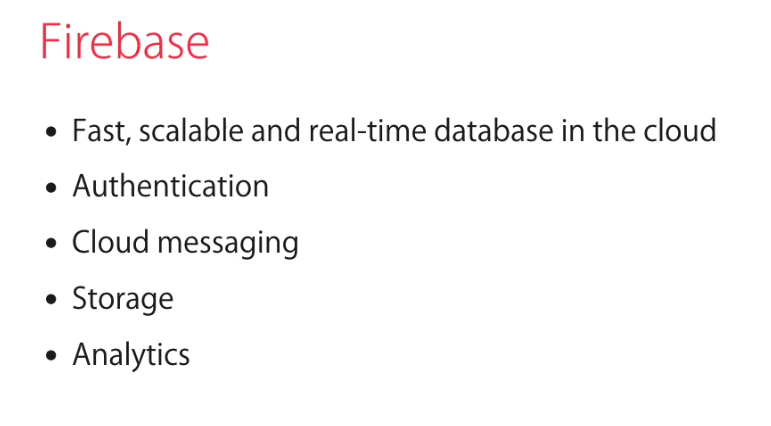 Firebase
• Fast, scalable and real-time database in the cloud
• Authentication
• Cloud messaging
• Storage
• Analytics